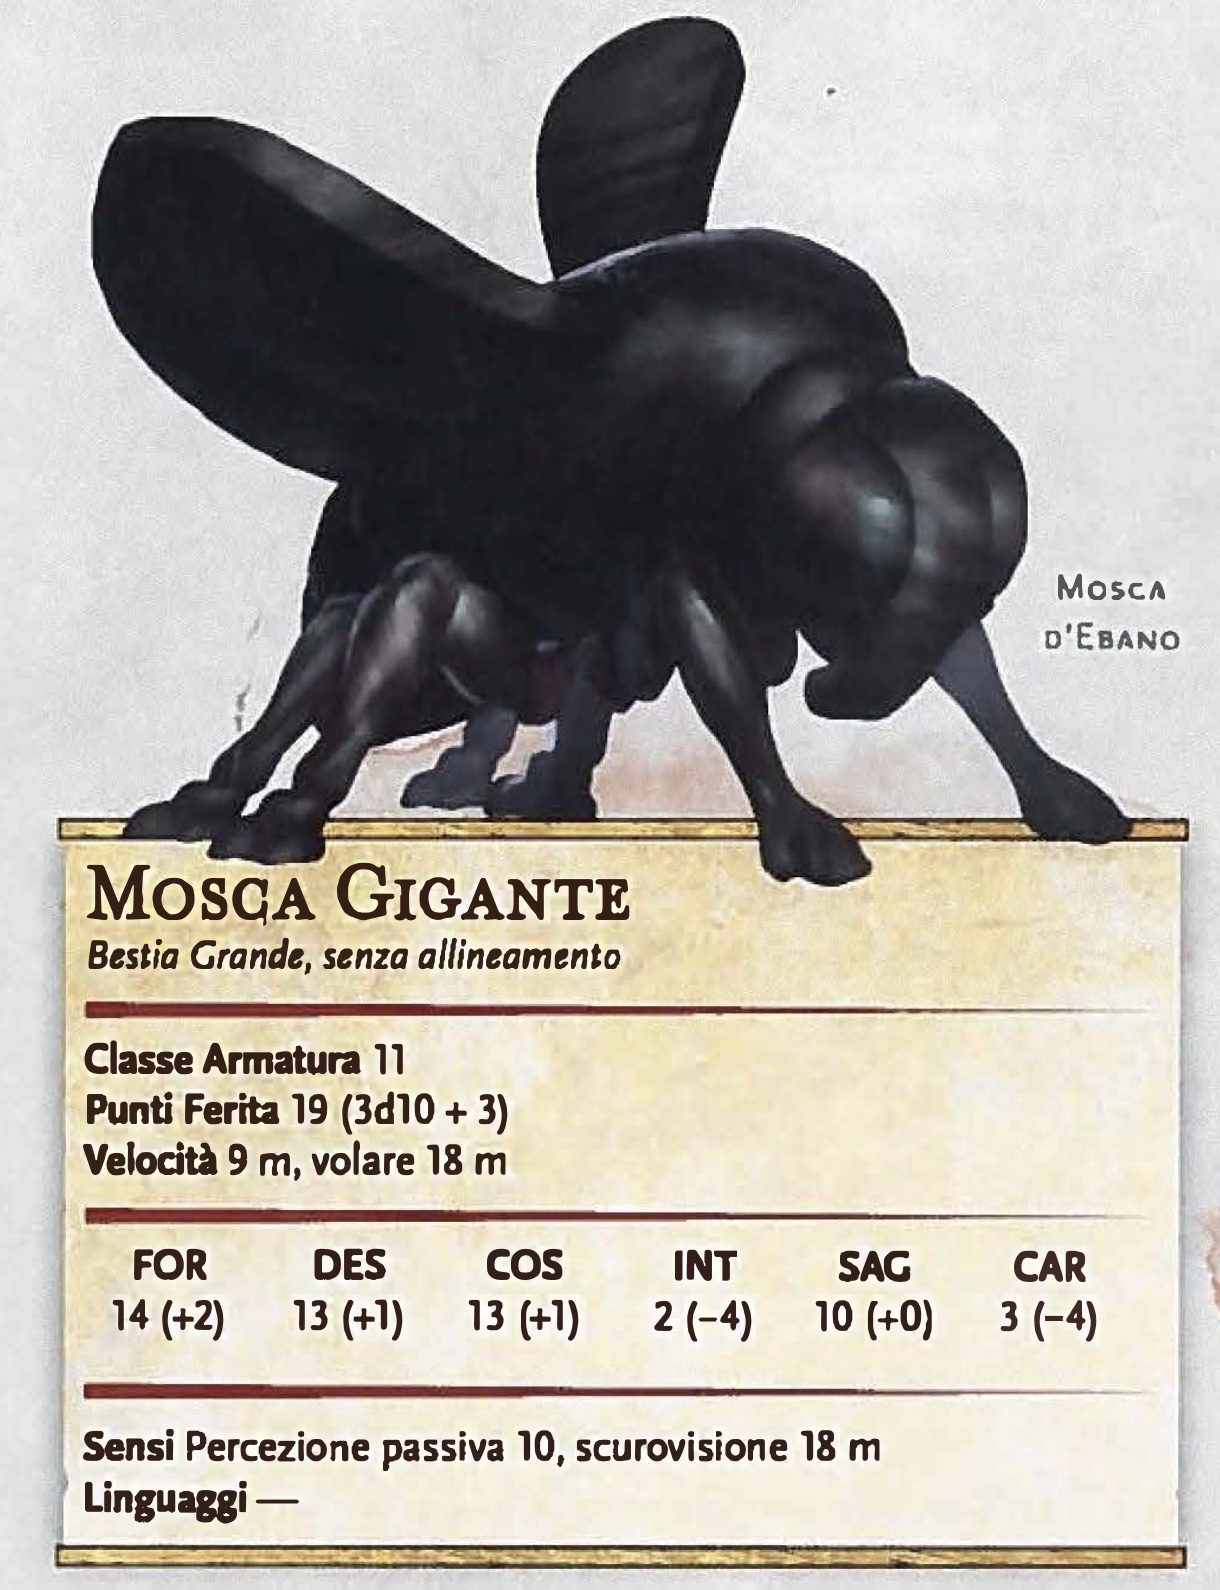 Mosca
d'Ebano
Mosca Gigante
Bestia Grande, senza allineamento
Classe Armatura 11
Punti Ferita 19 (3d10 + 3)
Velocità 9 m, volare 18 m
FOR DES COS INT SAG CAR
14 (+2) 13 (+1) 13 (+1) 2 (−4) 10 (+0) 3 (−4)
Sensi Percezione passiva 10, scurovisione 18 m
Linguaggi —